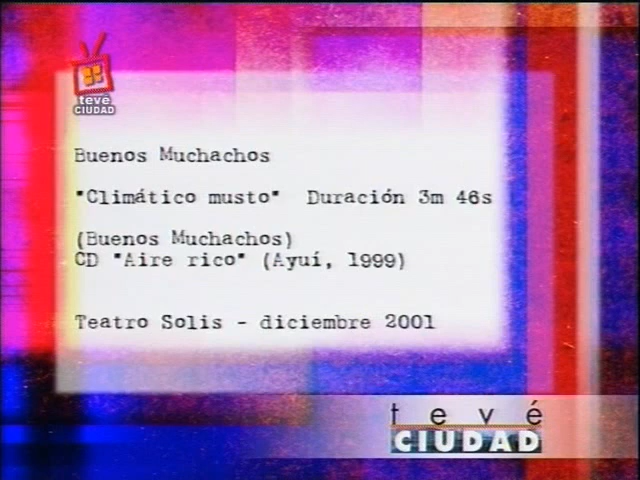 tevé
CIUDAD
Buenos Muchachos
"Climático musto" Duración 3m 46s
(Buenos Muchachos)
CD "Aire rico" (Ayuí, 1999)
Teatro Solis - diciembre 2001
tevé
CIUDAD